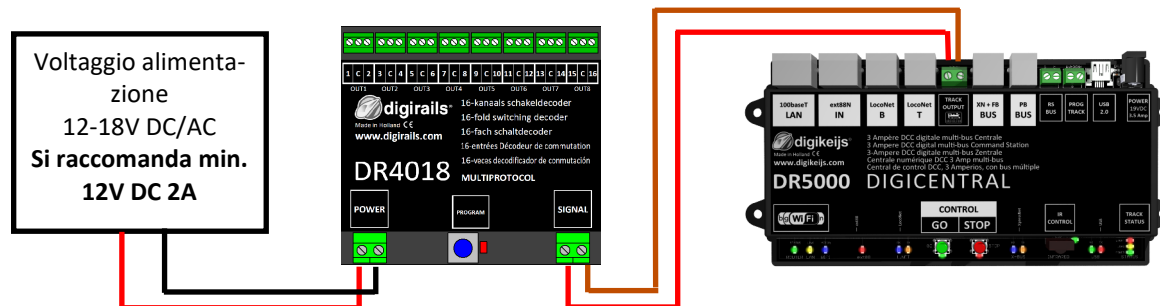 Voltaggio alimenta-
zione
12-18V DC/AC
Si raccomanda min.
12V DC 2A
1 C 2 3 C 4 5 C 6 7 C 8 9 C 10 11 C 12 13 C 14 15 C 16
OUT1 OUT2 OUT3 OUT4 OUT5 OUT6 OUT7 OUT8
digirails
Made in Holland CE
www.digirails.com
16-kanaals schakeldecoder
16-fold switching decoder
16-fach schaltdecoder
16-entrées Décodeur de commutation
16-vocas decodificador de conmutación
DR4018 MULTIPROTOCOL
POWER
PROGRAM
SIGNAL
100baseT
LAN
ext88N
IN
LocoNet
B
LocoNet
T
TRACK
OUTPUT
XN + FB
BUS
PB
BUS
RS
BUS
PROG
TRACK
USB
2.0
POWER
19VDC
3.5 Amp
digikeijs
Made in Holland CE
www.digikeijs.com
3 Ampère DCC digitale multi-bus Centrale
3 Ampère DCC digital multi-bus Command Station
3-Ampere DCC digitale multi-bus Zentrale
Centrale numérique DCC 3 Amp multi-bus
Central de control DCC, 3 Amperios, con bus múltiple
DR5000 DIGICENTRAL
WiFi
CONTROL
GO STOP
IR
CONTROL
TRACK
STATUS